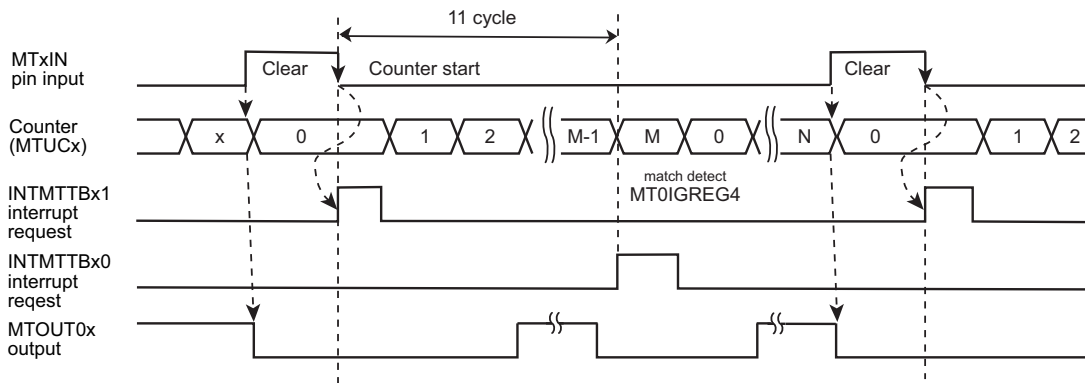 11 cycle
MTxIN
pin input
Clear
Counter start
Clear
Counter
(MTUCx)
x 0 1 2 M-1 M 0 N 0 1 2
match detect
MT0IGREG4
INTMTTBx1
interrupt
request
INTMTTBx0
interrupt
reqest
MTOUT0x
output